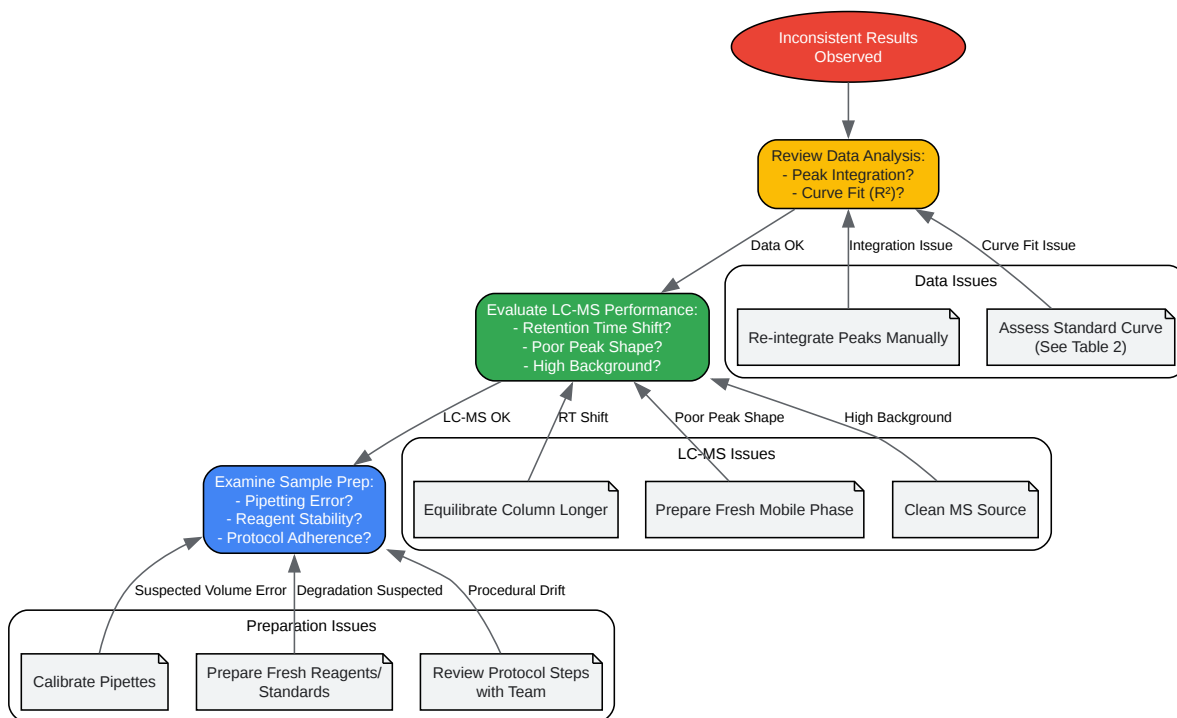 Inconsistent Results
Observed
Review Data Analysis:
- Peak Integration?
- Curve Fit (R²)?
Data OK
Integration Issue
Curve Fit Issue
Data Issues
Re-integrate Peaks Manually
Assess Standard Curve
(See Table 2)
Evaluate LC-MS Performance:
- Retention Time Shift?
- Poor Peak Shape?
- High Background?
LC-MS OK
RT Shift
Poor Peak Shape
High Background
LC-MS Issues
Equilibrate Column Longer
Prepare Fresh Mobile Phase
Clean MS Source
Examine Sample Prep:
- Pipetting Error?
- Reagent Stability?
- Protocol Adherence?
Suspected Volume Error
Degradation Suspected
Procedural Drift
Preparation Issues
Calibrate Pipettes
Prepare Fresh Reagents/
Standards
Review Protocol Steps
with Team